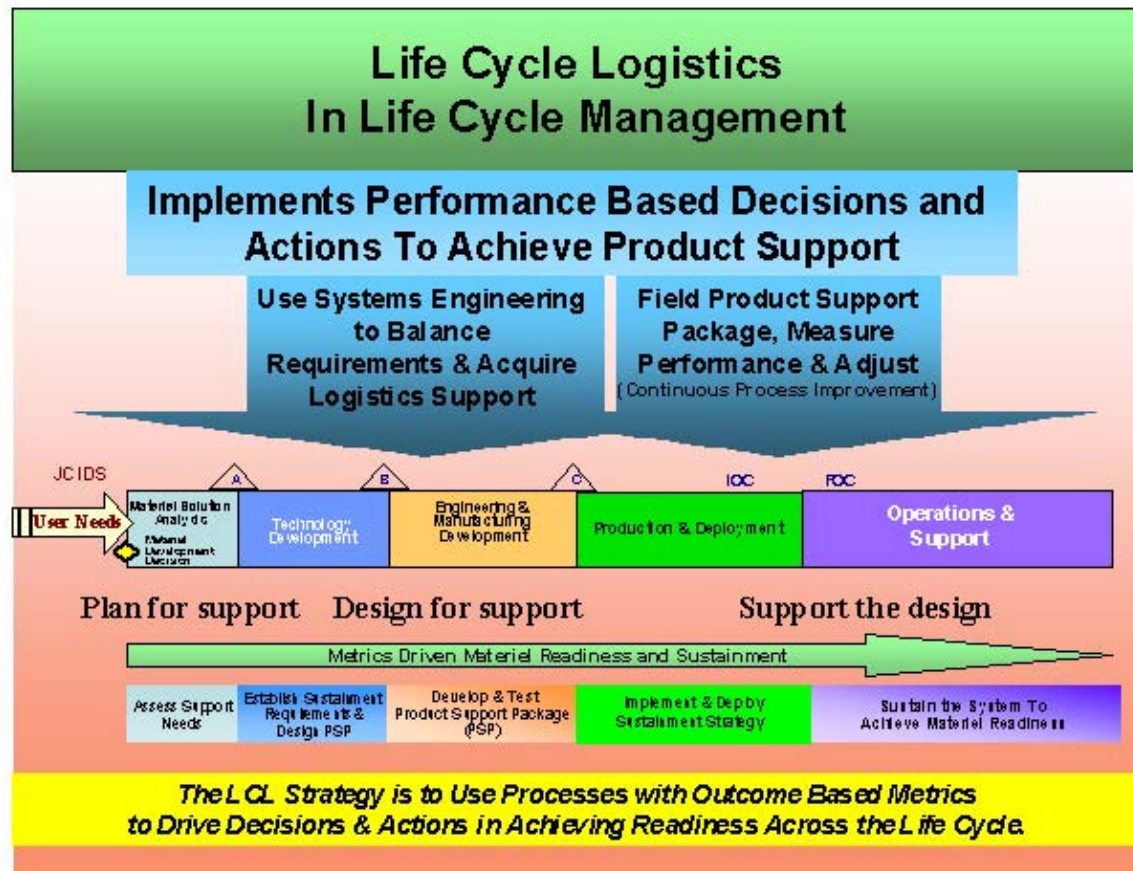 Life Cycle Logistics
In Life Cycle Management
Implements Performance Based Decisions and
Actions To Achieve Product Support
Use Systems Engineering
to Balance
Requirements & Acquire
Logistics Support
Field Product Support
Package, Measure
Performance & Adjust
(Continuous Process Improvement)
JCIDS
A
B
C
IOC
FOC
User Needs
Materiel Solution
Analysis
Materiel
Development
Decision
Technology
Development
Engineering &
Manufacturing
Development
Production & Deployment
Operations &
Support
Plan for support
Design for support
Support the design
Metrics Driven Materiel Readiness and Sustainment
Assess Support
Needs
Establish Sustainment
Requirements &
Design PSP
Develop & Test
Product Support Package
(PSP)
Implement & Deploy
Sustainment Strategy
Sustain the System To
Achieve Materiel Readiness
The LCL Strategy is to Use Processes with Outcome Based Metrics
to Drive Decisions & Actions in Achieving Readiness Across the Life Cycle.